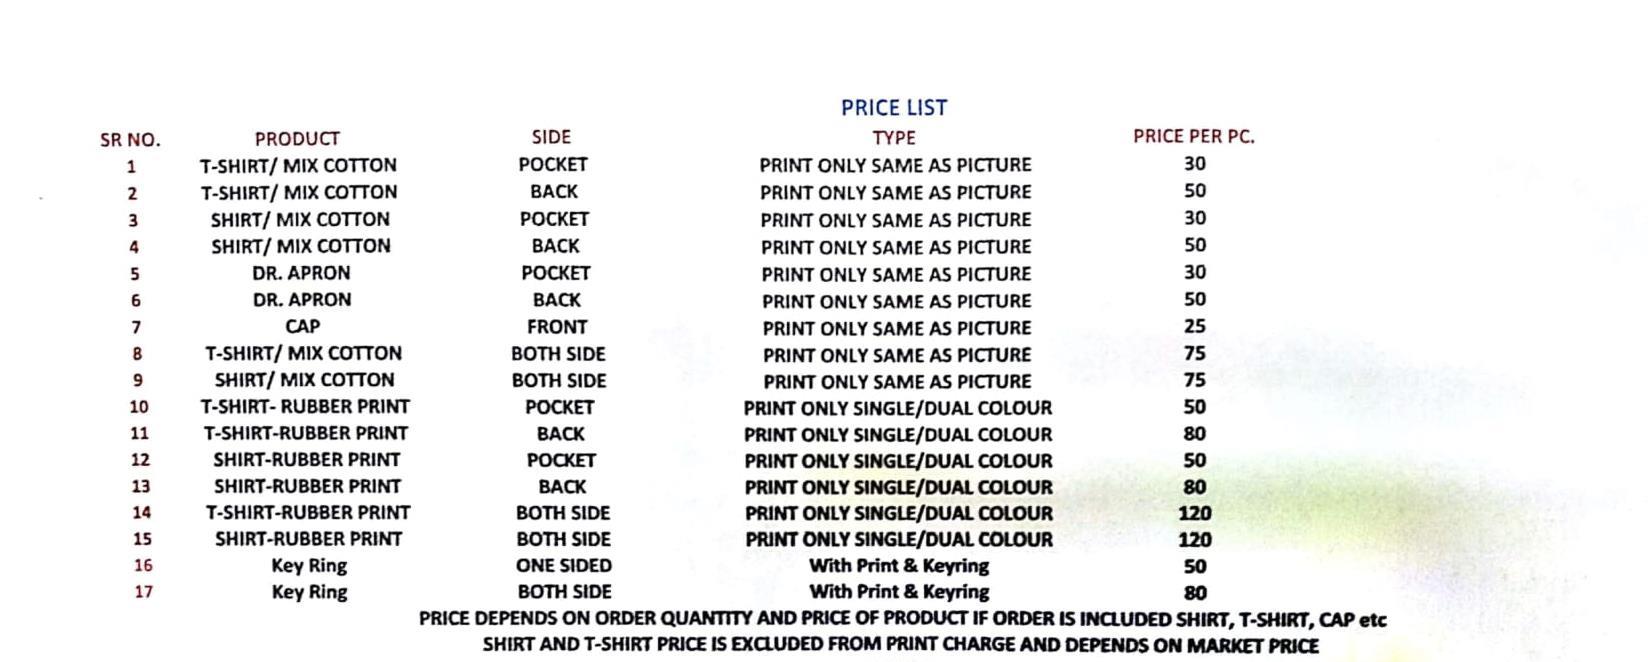 PRICE LIST
SR NO. PRODUCT SIDE TYPE PRICE PER PC.
1 T-SHIRT/ MIX COTTON POCKET PRINT ONLY SAME AS PICTURE 30
2 T-SHIRT/ MIX COTTON BACK PRINT ONLY SAME AS PICTURE 50
3 SHIRT/ MIX COTTON POCKET PRINT ONLY SAME AS PICTURE 30
4 SHIRT/ MIX COTTON BACK PRINT ONLY SAME AS PICTURE 50
5 DR. APRON POCKET PRINT ONLY SAME AS PICTURE 30
6 DR. APRON BACK PRINT ONLY SAME AS PICTURE 50
7 CAP FRONT PRINT ONLY SAME AS PICTURE 25
8 T-SHIRT/ MIX COTTON BOTH SIDE PRINT ONLY SAME AS PICTURE 75
9 SHIRT/ MIX COTTON BOTH SIDE PRINT ONLY SAME AS PICTURE 75
10 T-SHIRT- RUBBER PRINT POCKET PRINT ONLY SINGLE/DUAL COLOUR 50
11 T-SHIRT-RUBBER PRINT BACK PRINT ONLY SINGLE/DUAL COLOUR 80
12 SHIRT-RUBBER PRINT POCKET PRINT ONLY SINGLE/DUAL COLOUR 50
13 SHIRT-RUBBER PRINT BACK PRINT ONLY SINGLE/DUAL COLOUR 80
14 T-SHIRT-RUBBER PRINT BOTH SIDE PRINT ONLY SINGLE/DUAL COLOUR 120
15 SHIRT-RUBBER PRINT BOTH SIDE PRINT ONLY SINGLE/DUAL COLOUR 120
16 Key Ring ONE SIDED With Print & Keyring 50
17 Key Ring BOTH SIDE With Print & Keyring 80
PRICE DEPENDS ON ORDER QUANTITY AND PRICE OF PRODUCT IF ORDER IS INCLUDED SHIRT, T-SHIRT, CAP etc
SHIRT AND T-SHIRT PRICE IS EXCLUDED FROM PRINT CHARGE AND DEPENDS ON MARKET PRICE